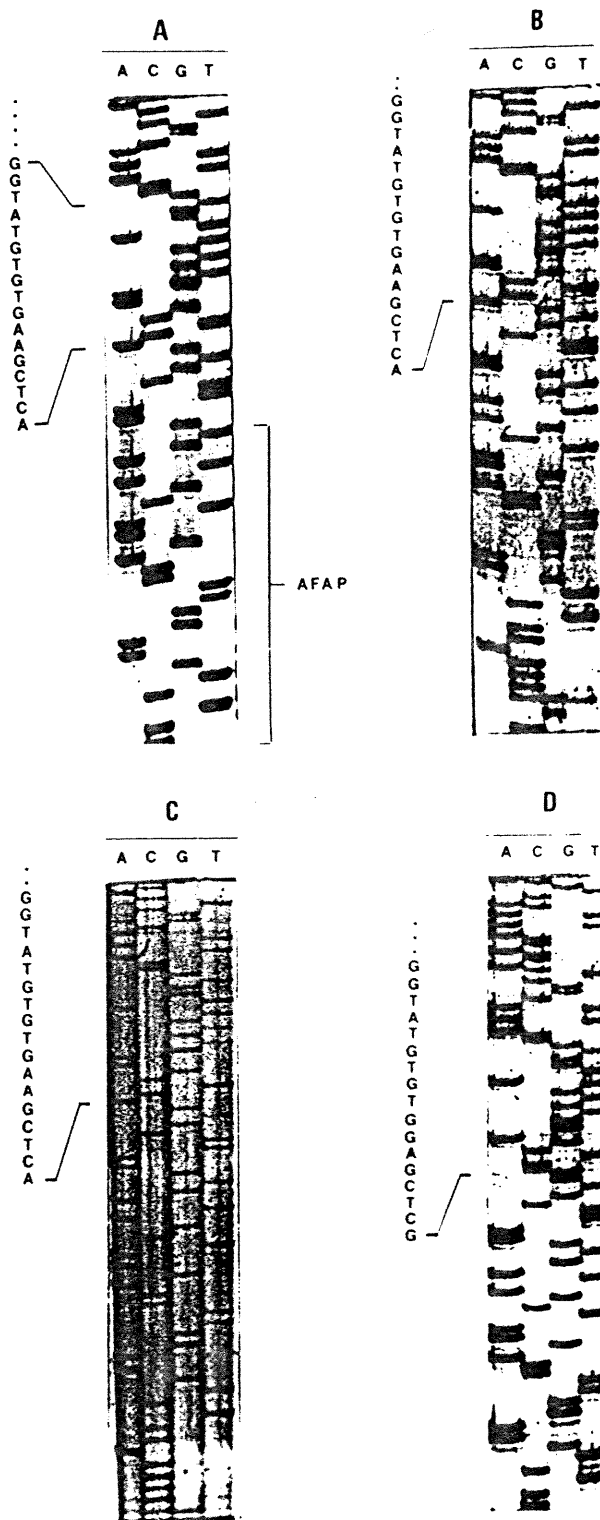 A
A C G T
. . . . G G T A T G T G T G A A G C T C A
AFAP
B
A C G T
. G G T A T G T G T G A A G C T C A
C
A C G T
. . G G T A T G T G T G A A G C T C A
D
A C G T
. . . G G T A T G T G T G G A G C T C G